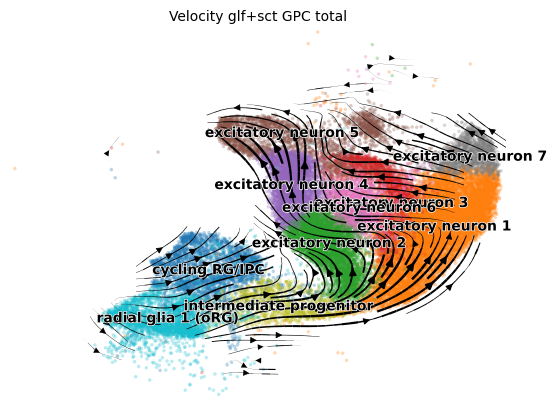 Velocity glf+sct GPC total
excitatory neuron 5
excitatory neuron 7
excitatory neuron 4
excitatory neuron 3
excitatory neuron 6
excitatory neuron 1
excitatory neuron 2
cycling RG/IPC
intermediate progenitor
radial glia 1 (oRG)